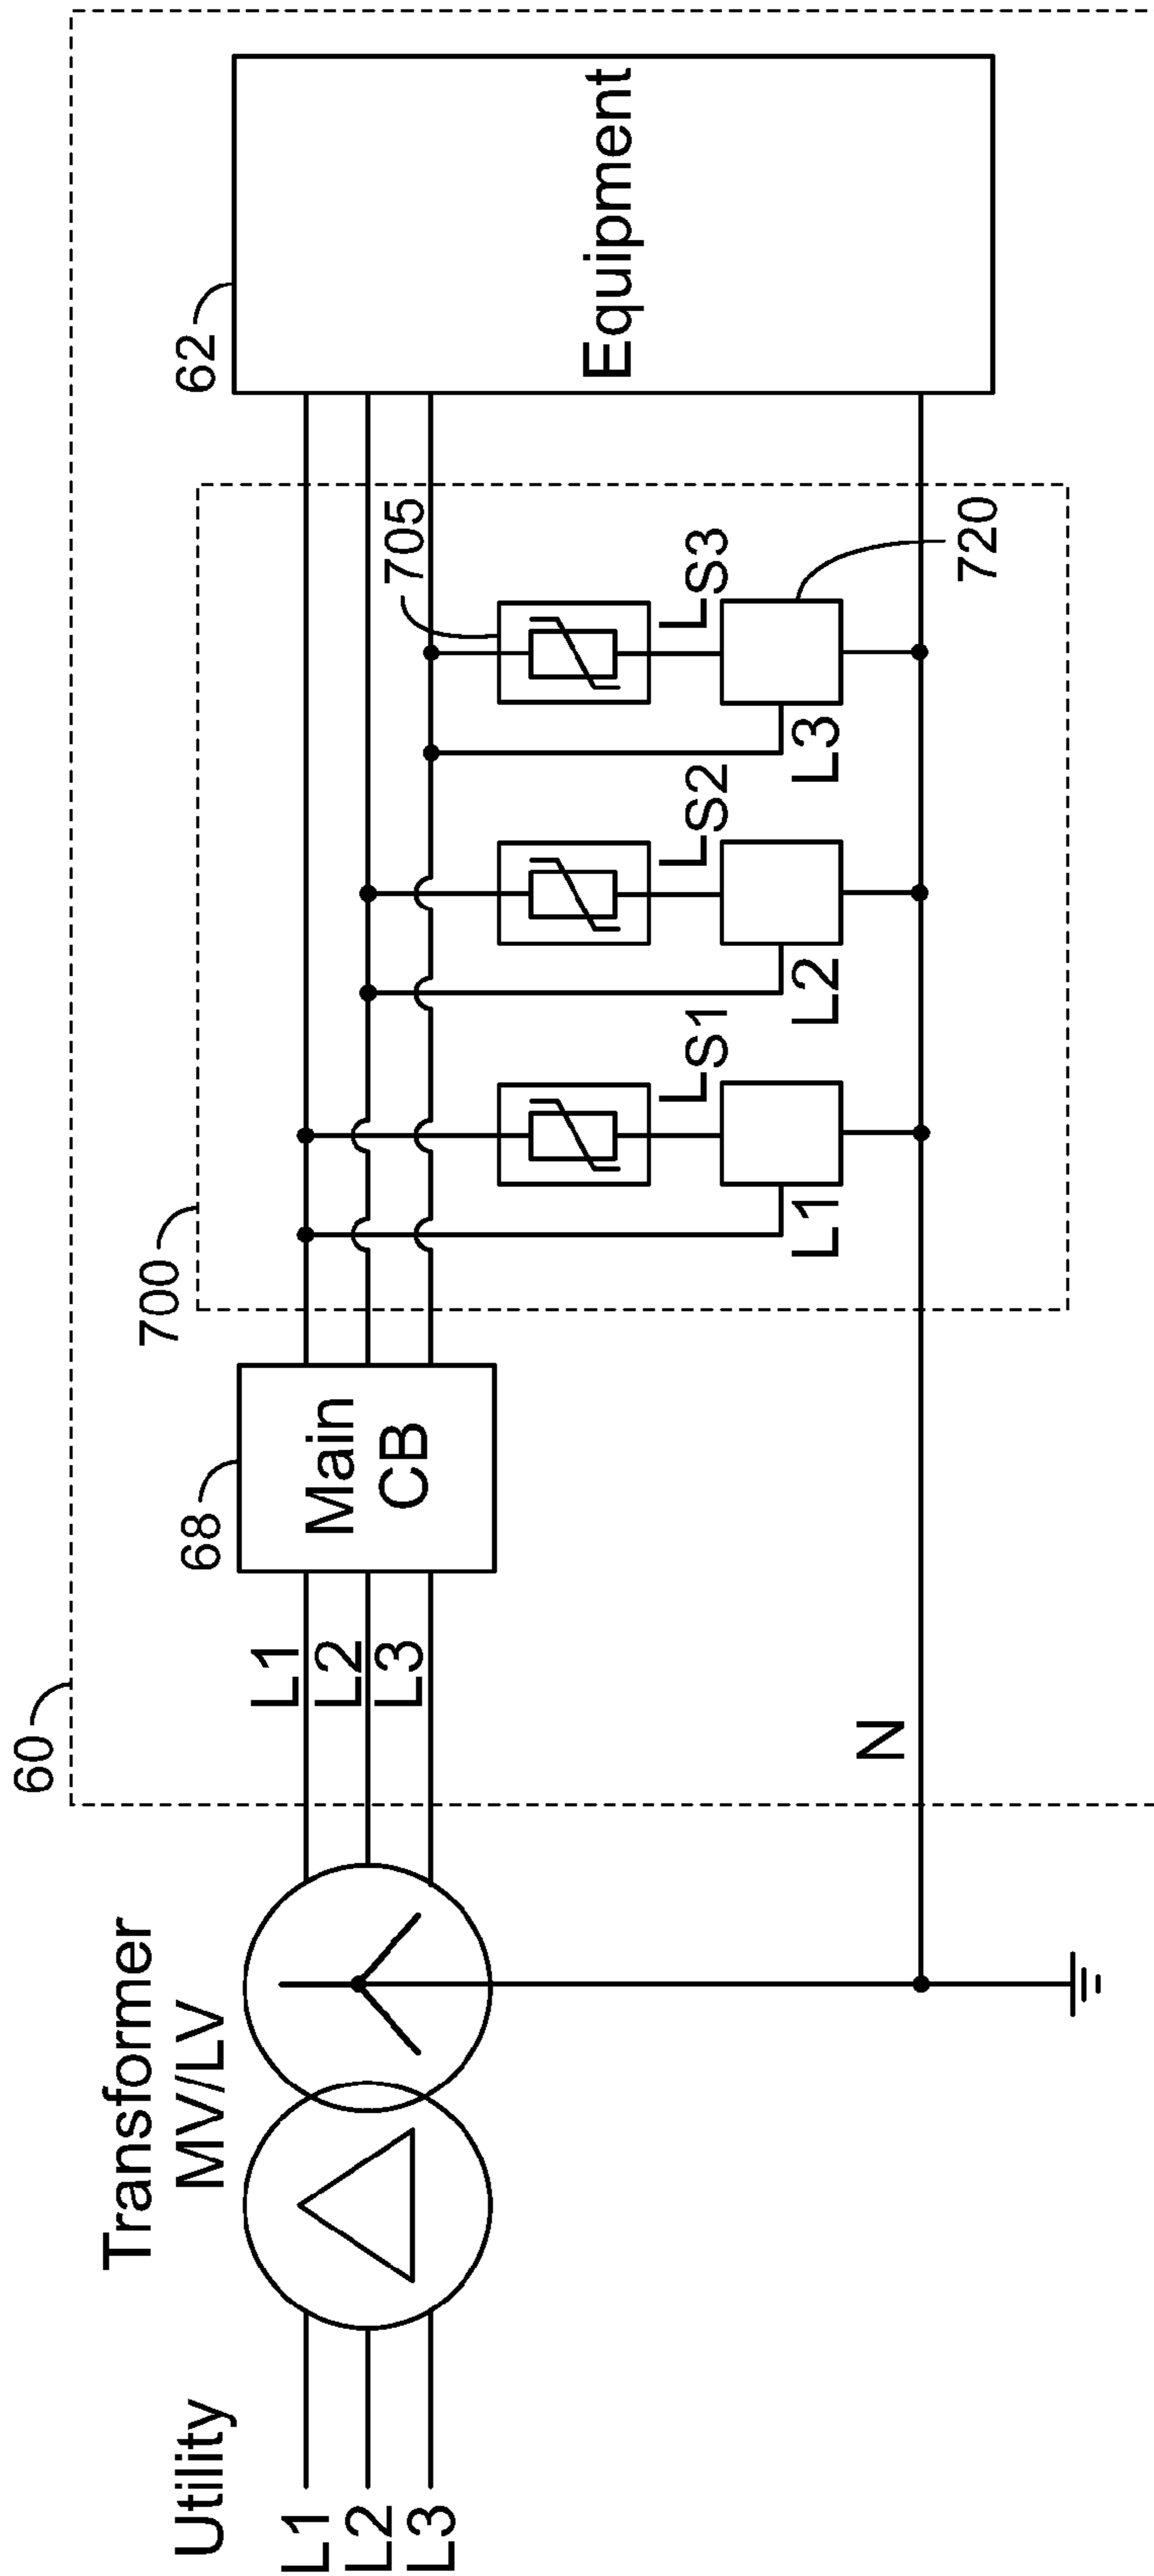 Utility
L1
L2
L3
Transformer
MV/LV
60
L1
L2
L3
N
68
Main
CB
700
705
LS1
LS2
LS3
L1
L2
L3
720
62
Equipment